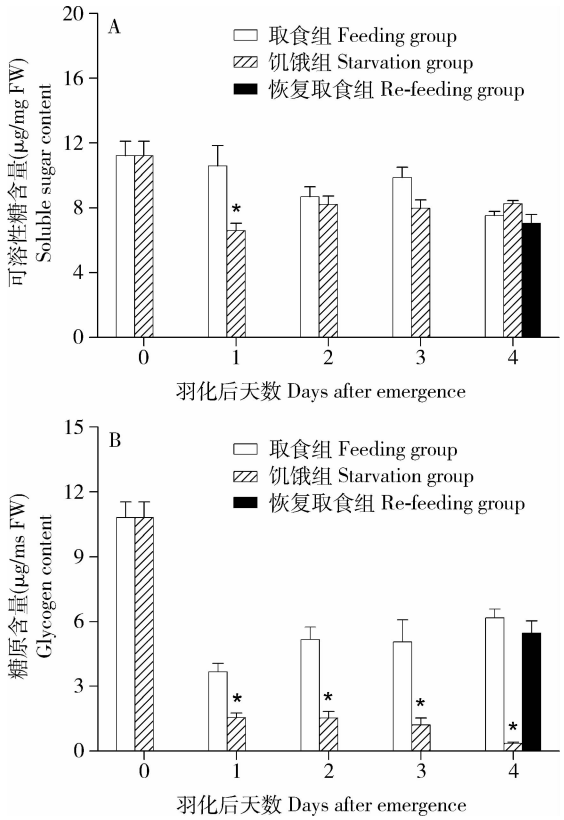 A
取食组 Feeding group
饥饿组 Starvation group
恢复取食组 Re-feeding group
20
16
12
8
4
0
可溶性糖含量(μg/mg FW)
Soluble sugar content
*
0 1 2 3 4
羽化后天数 Days after emergence
B
取食组 Feeding group
饥饿组 Starvation group
恢复取食组 Re-feeding group
15
12
9
6
3
0
糖原含量(μg/ms FW)
Glycogen content
* * * *
0 1 2 3 4
羽化后天数 Days after emergence